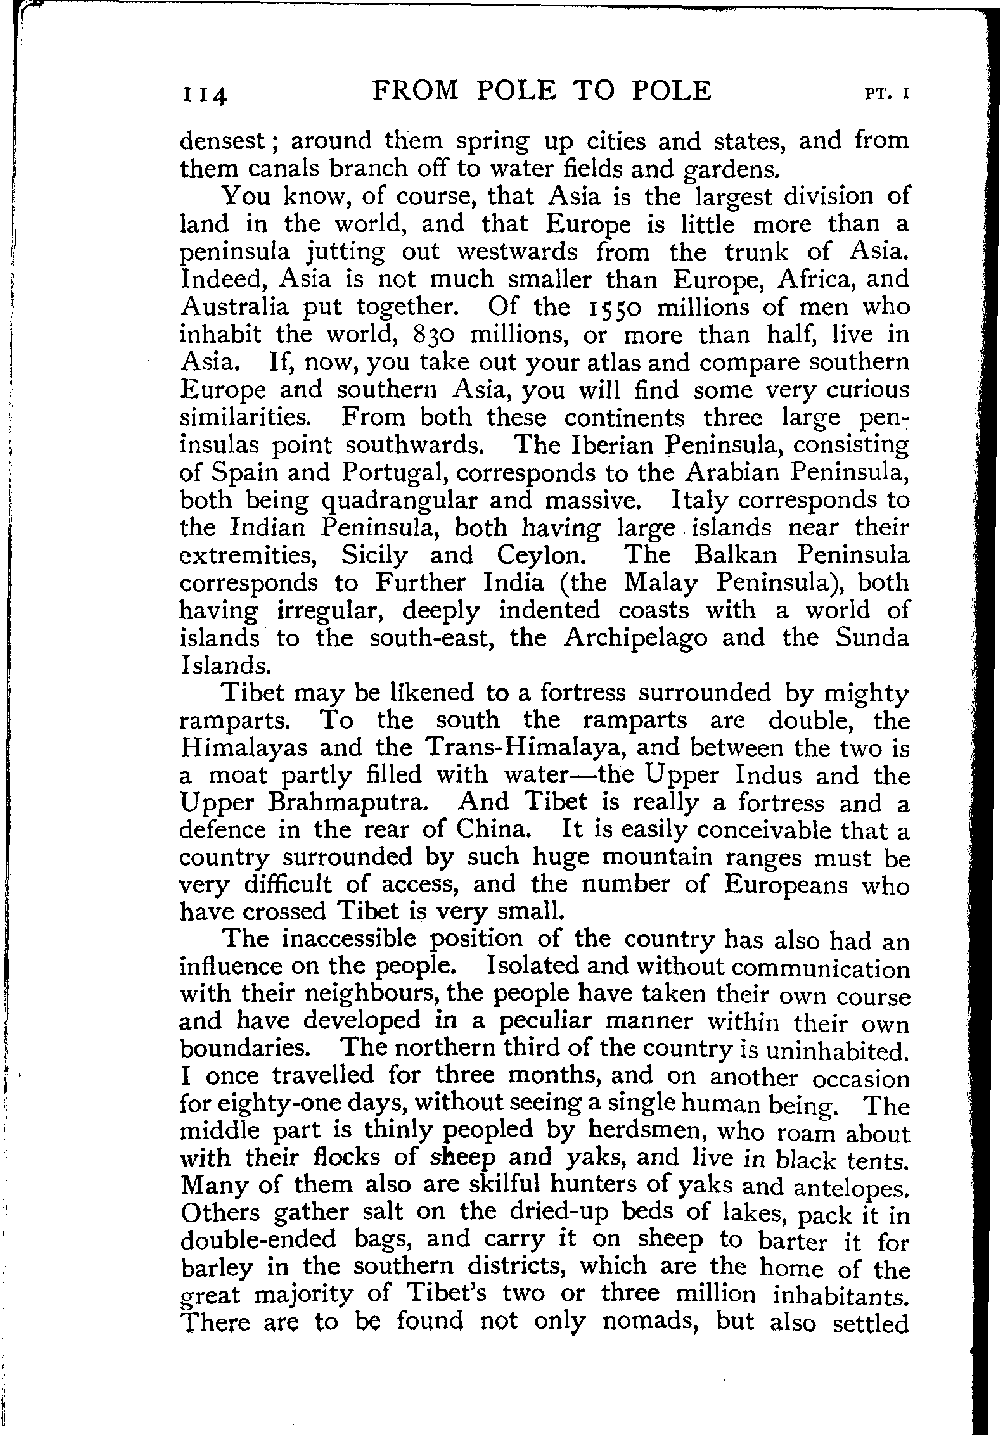 114 FROM POLE TO POLE PT. I
densest; around them spring up cities and states, and from
them canals branch off to water fields and gardens.
You know, of course, that Asia is the largest division of
land in the world, and that Europe is little more than a
peninsula jutting out westwards from the trunk of Asia.
Indeed, Asia is not much smaller than Europe, Africa, and
Australia put together. Of the 1550 millions of men who
inhabit the world, 830 millions, or more than half, live in
Asia. If, now, you take out your atlas and compare southern
Europe and southern Asia, you will find some very curious
similarities. From both these continents three large pen-
insulas point southwards. The Iberian Peninsula, consisting
of Spain and Portugal, corresponds to the Arabian Peninsula,
both being quadrangular and massive. Italy corresponds to
the Indian Peninsula, both having large islands near their
extremities, Sicily and Ceylon. The Balkan Peninsula
corresponds to Further India (the Malay Peninsula), both
having irregular, deeply indented coasts with a world of
islands to the south-east, the Archipelago and the Sunda
Islands.
Tibet may be likened to a fortress surrounded by mighty
ramparts. To the south the ramparts are double, the
Himalayas and the Trans-Himalaya, and between the two is
a moat partly filled with water—the Upper Indus and the
Upper Brahmaputra. And Tibet is really a fortress and a
defence in the rear of China. It is easily conceivable that a
country surrounded by such huge mountain ranges must be
very difficult of access, and the number of Europeans who
have crossed Tibet is very small.
The inaccessible position of the country has also had an
influence on the people. Isolated and without communication
with their neighbours, the people have taken their own course
and have developed in a peculiar manner within their own
boundaries. The northern third of the country is uninhabited.
I once travelled for three months, and on another occasion
for eighty-one days, without seeing a single human being. The
middle part is thinly peopled by herdsmen, who roam about
with their flocks of sheep and yaks, and live in black tents.
Many of them also are skilful hunters of yaks and antelopes.
Others gather salt on the dried-up beds of lakes, pack it in
double-ended bags, and carry it on sheep to barter it for
barley in the southern districts, which are the home of the
great majority of Tibet's two or three million inhabitants.
There are to be found not only nomads, but also settled